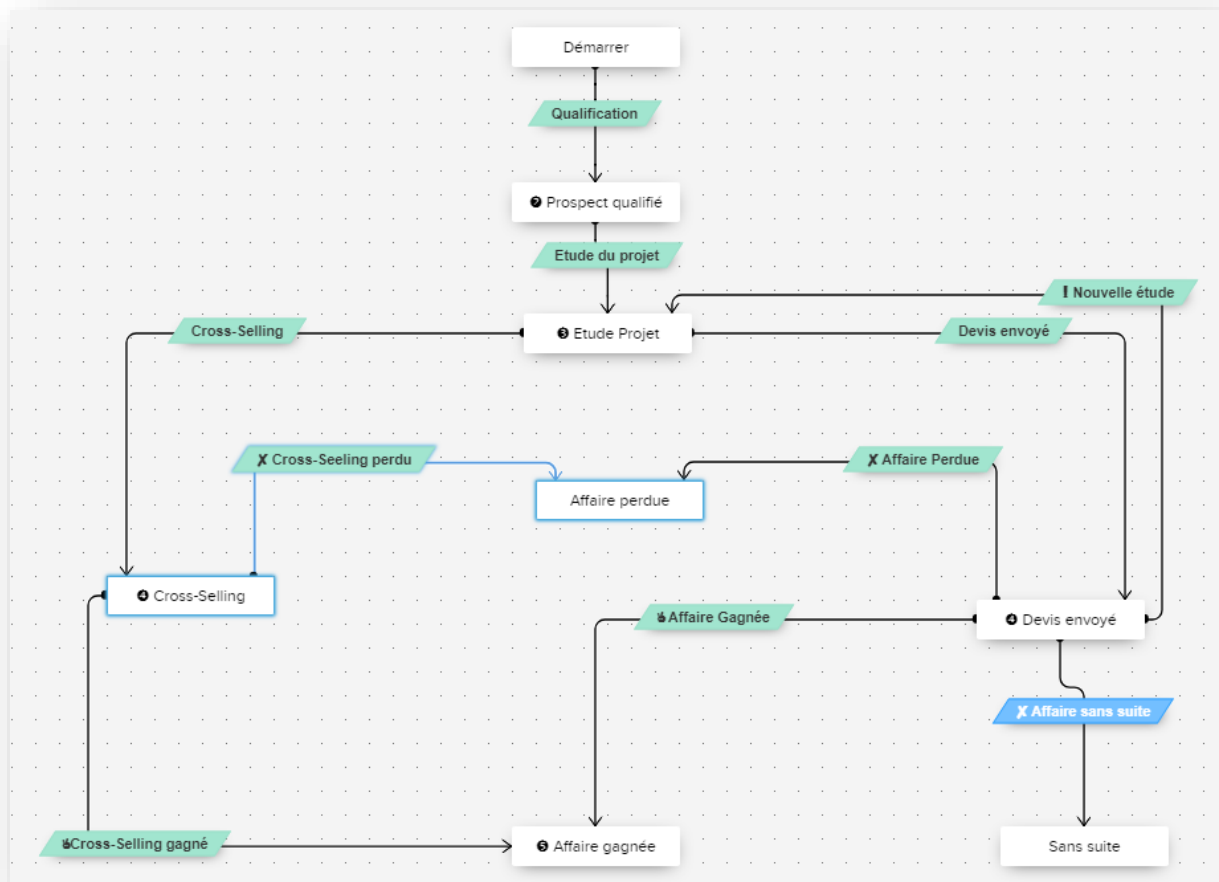 Démarrer
Qualification
❷ Prospect qualifié
Etude du projet
! Nouvelle étude
Cross-Selling
❸ Etude Projet
Devis envoyé
✘ Cross-Seeling perdu
✘ Affaire Perdue
Affaire perdue
❹ Cross-Selling
Affaire Gagnée
❹ Devis envoyé
✘ Affaire sans suite
Cross-Selling gagné
❺ Affaire gagnée
Sans suite